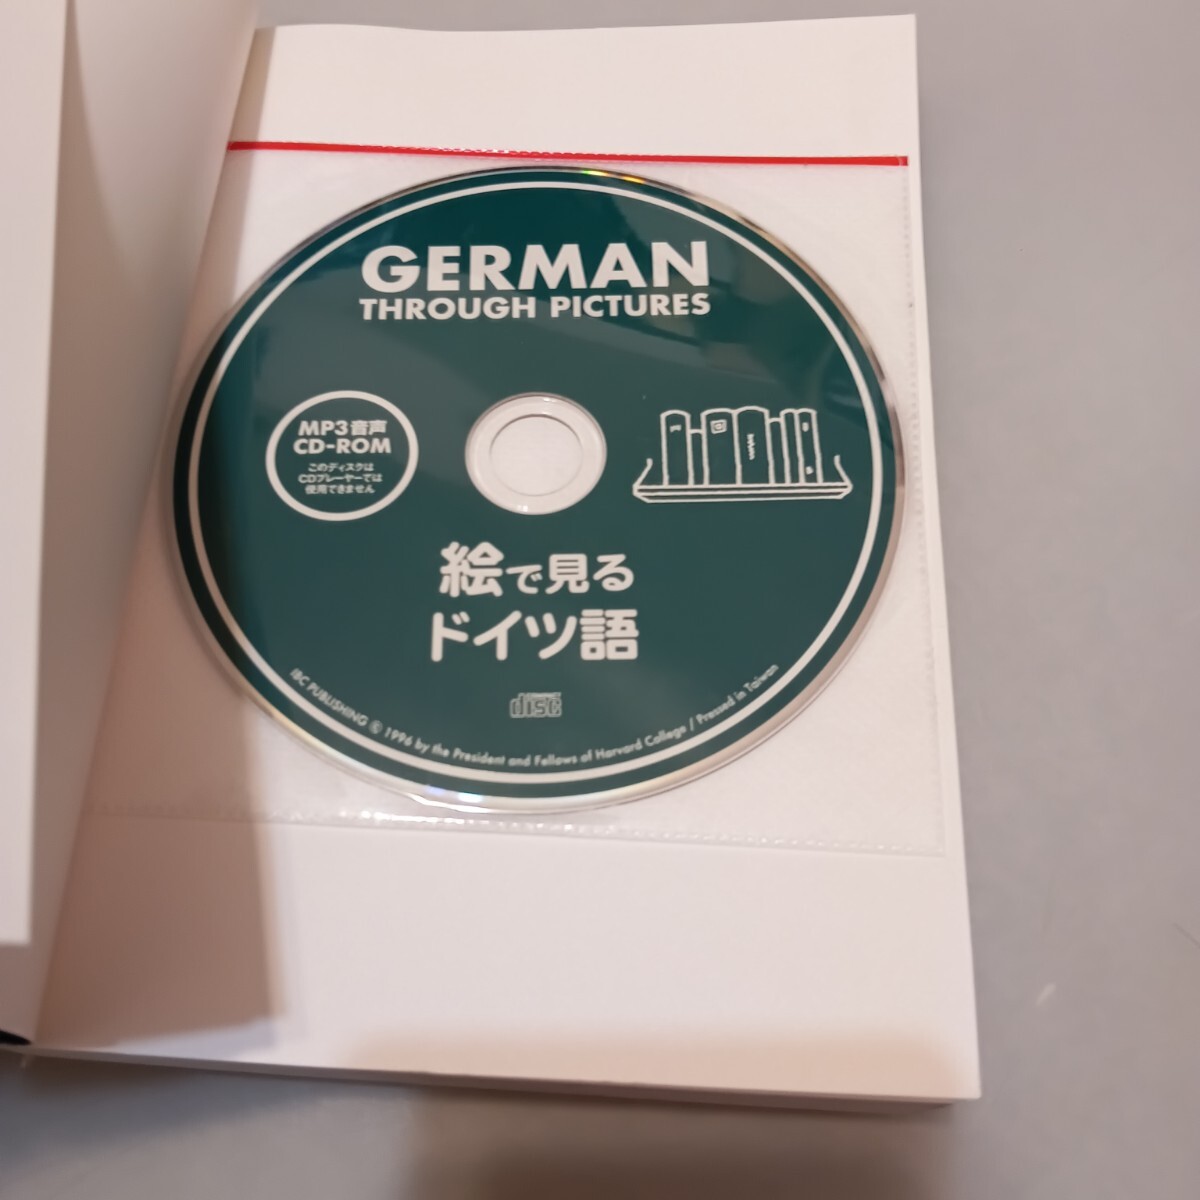 GERMAN
THROUGH PICTURES
MP3音声
CD-ROM
このディスクは
CDプレーヤーでは
使用できません
絵で見る
ドイツ語
disc
IBC PUBLISHING © 1996 by the President and Fellows of Harvard College / Pressed in Taiwan